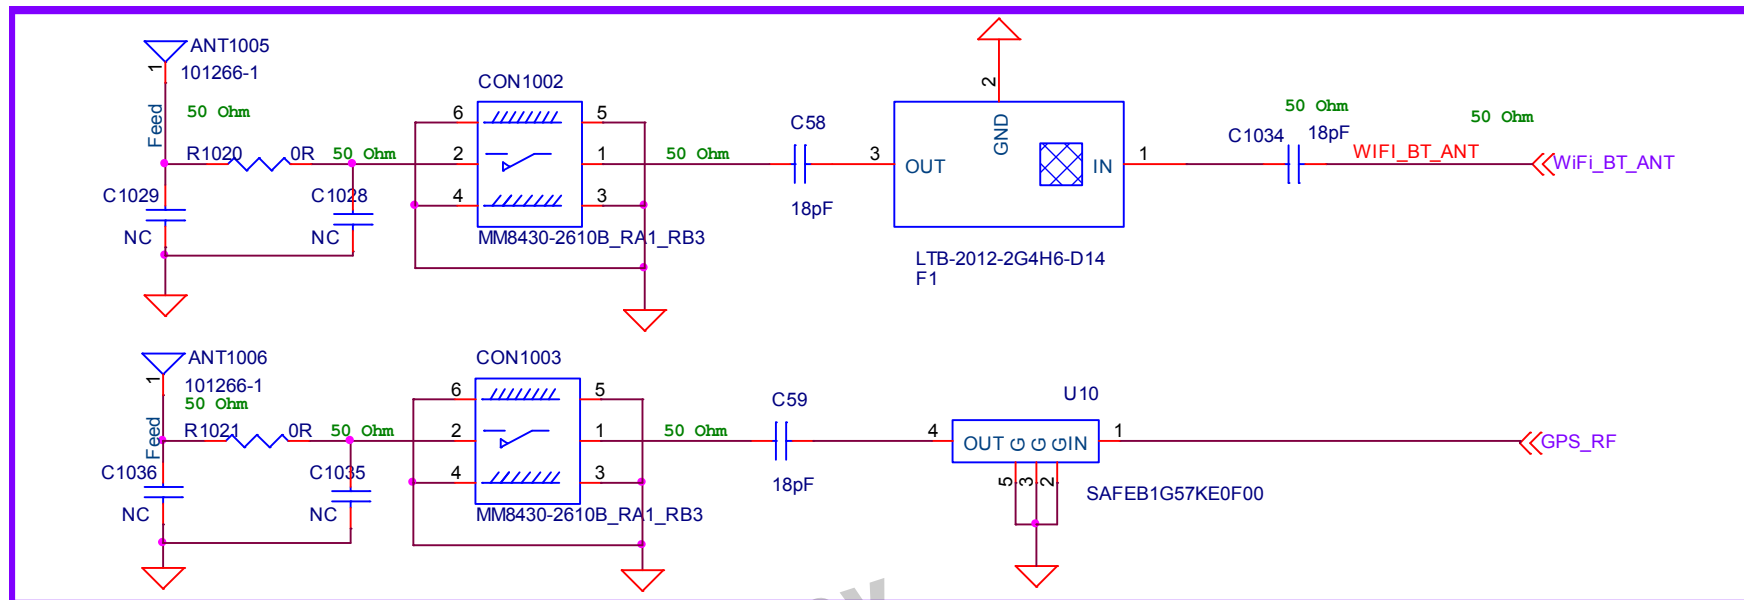 ANT1005
101266-1
1
Feed
50 Ohm
R1020
0R
50 Ohm
C1029
NC
C1028
NC
CON1002
6
5
2
1
4
3
MM8430-2610B_RA1_RB3
50 Ohm
C58
18pF
2
GND
3
OUT
IN
1
LTB-2012-2G4H6-D14
F1
50 Ohm
C1034
18pF
50 Ohm
WIFI_BT_ANT
WiFi_BT_ANT
ANT1006
101266-1
1
Feed
50 Ohm
R1021
0R
50 Ohm
C1036
NC
C1035
NC
CON1003
6
5
2
1
4
3
MM8430-2610B_RA1_RB3
50 Ohm
C59
18pF
U10
4
OUT
G
G
G
IN
1
5
3
2
SAFEB1G57KE0F00
GPS_RF